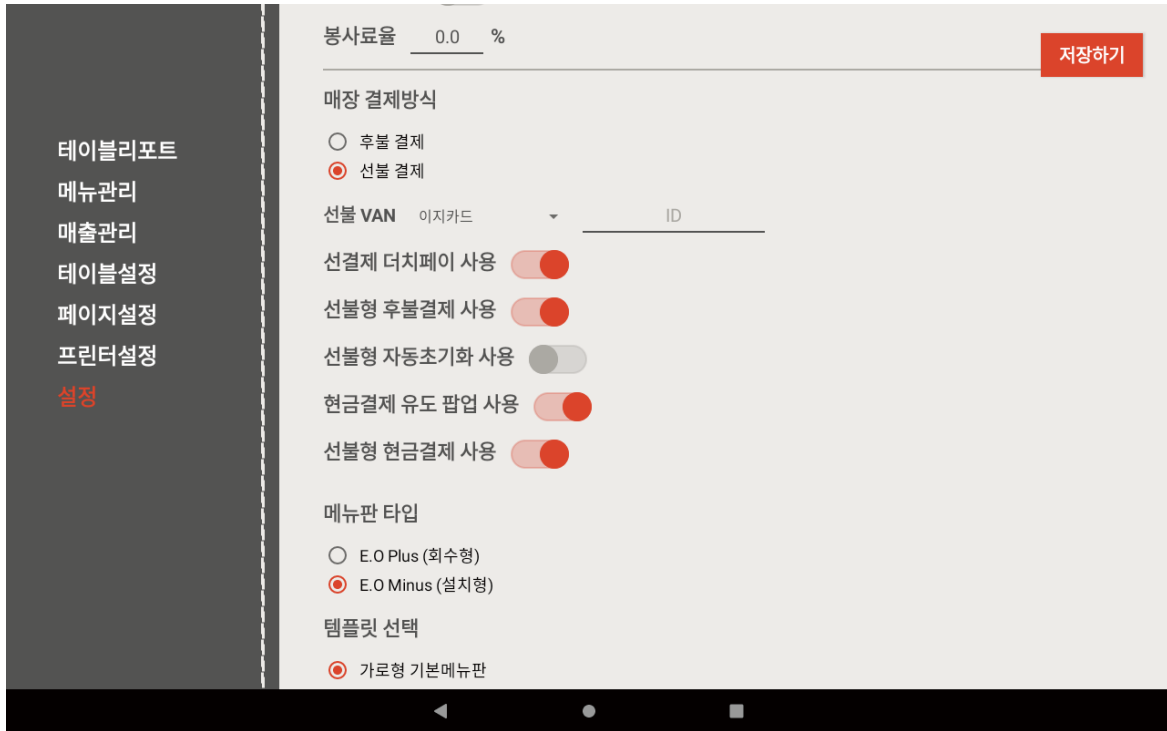 봉사료율 0.0 %
저장하기
매장 결제방식
후불 결제
선불 결제
선불 VAN 이지카드 ID
선결제 더치페이 사용
선불형 후불결제 사용
선불형 자동초기화 사용
현금결제 유도 팝업 사용
선불형 현금결제 사용
메뉴판 타입
E.O Plus (회수형)
E.O Minus (설치형)
템플릿 선택
가로형 기본메뉴판
테이블리포트
메뉴관리
매출관리
테이블설정
페이지설정
프린터설정
설정